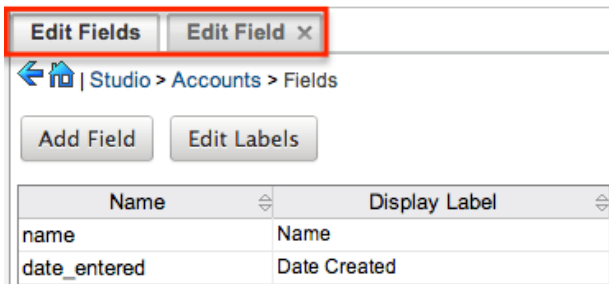 Edit Fields Edit Field ×
| Studio > Accounts > Fields
Add Field Edit Labels
Name Display Label
name Name
date_entered Date Created